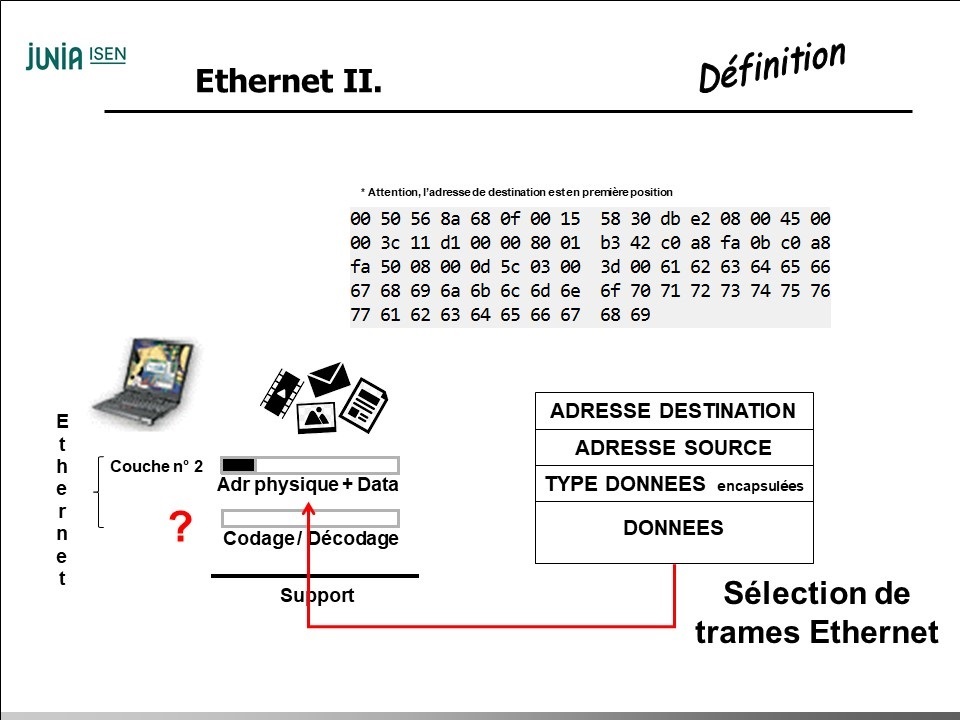 JUNIA ISEN
Ethernet II.
Définition
* Attention, l'adresse de destination est en première position
00 50 56 8a 68 0f 00 15 58 30 db e2 08 00 45 00
00 3c 11 d1 00 00 80 01 b3 42 c0 a8 fa 0b c0 a8
fa 50 08 00 0d 5c 03 00 3d 00 61 62 63 64 65 66
67 68 69 6a 6b 6c 6d 6e 6f 70 71 72 73 74 75 76
77 61 62 63 64 65 66 67 68 69
Ethernet
Couche n° 2
Adr physique + Data
?
Codage / Décodage
Support
ADRESSE DESTINATION
ADRESSE SOURCE
TYPE DONNEES encapsulées
DONNEES
Sélection de
trames Ethernet